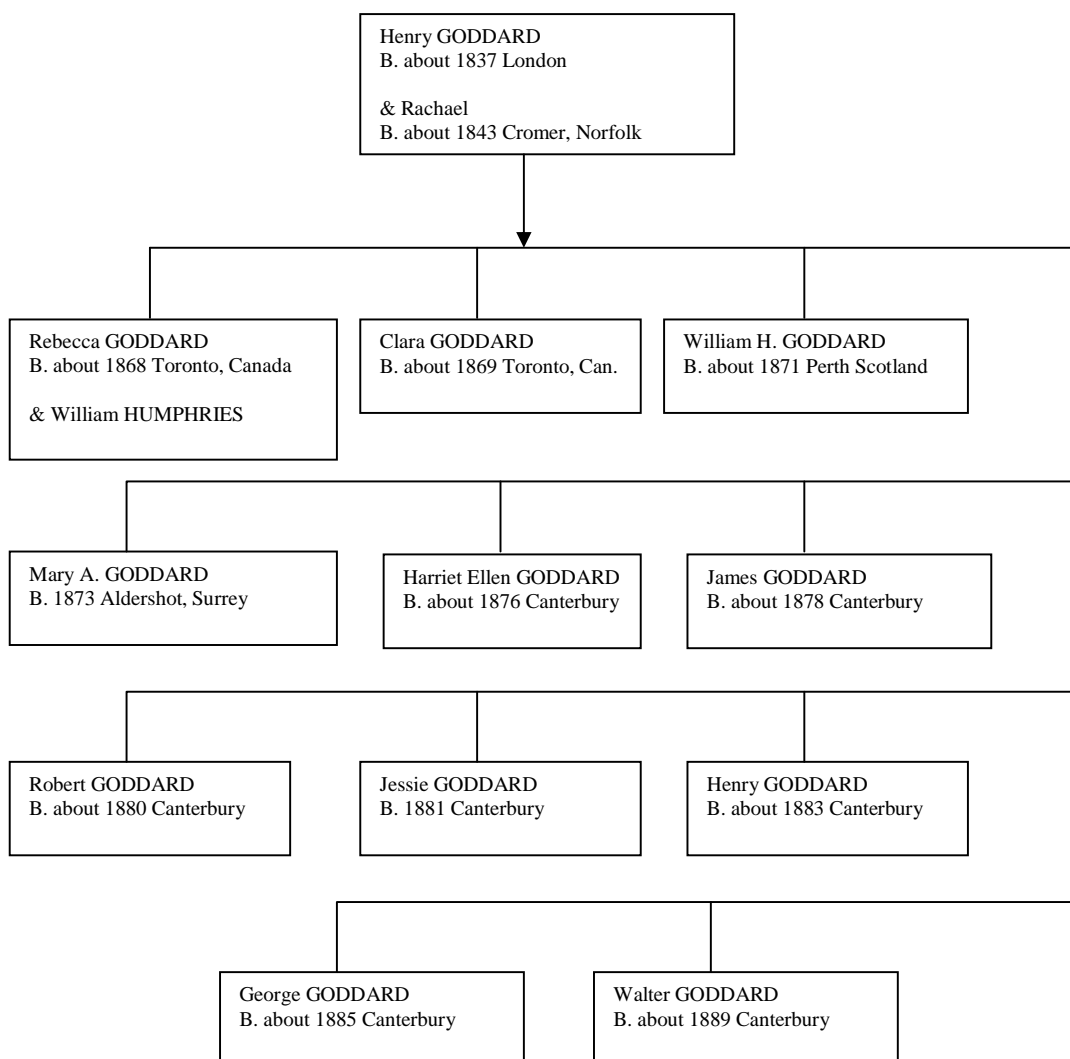 Henry GODDARD
B. about 1837 London
& Rachael
B. about 1843 Cromer, Norfolk
Rebecca GODDARD
B. about 1868 Toronto, Canada
& William HUMPHRIES
Clara GODDARD
B. about 1869 Toronto, Can.
William H. GODDARD
B. about 1871 Perth Scotland
Mary A. GODDARD
B. 1873 Aldershot, Surrey
Harriet Ellen GODDARD
B. about 1876 Canterbury
James GODDARD
B. about 1878 Canterbury
Robert GODDARD
B. about 1880 Canterbury
Jessie GODDARD
B. 1881 Canterbury
Henry GODDARD
B. about 1883 Canterbury
George GODDARD
B. about 1885 Canterbury
Walter GODDARD
B. about 1889 Canterbury